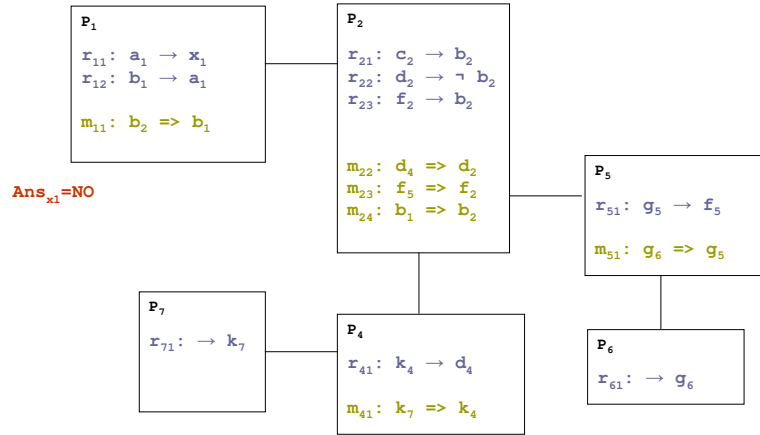 P₁
r₁₁: a₁ → x₁
r₁₂: b₁ → a₁
m₁₁: b₂ => b₁
P₂
r₂₁: c₂ → b₂
r₂₂: d₂ → ¬ b₂
r₂₃: f₂ → b₂
m₂₂: d₄ => d₂
m₂₃: f₅ => f₂
m₂₄: b₁ => b₂
Ansₓ₁=NO
P₅
r₅₁: g₅ → f₅
m₅₁: g₆ => g₅
P₇
r₇₁: → k₇
P₄
r₄₁: k₄ → d₄
m₄₁: k₇ => k₄
P₆
r₆₁: → g₆